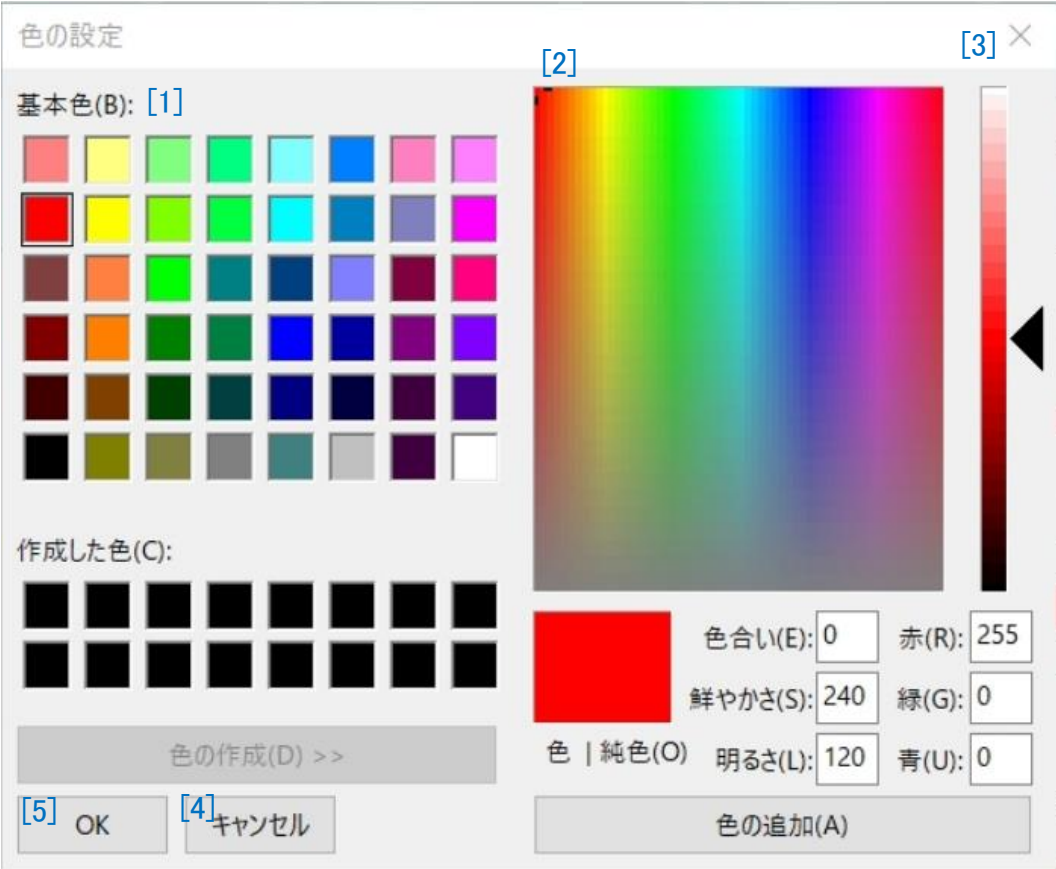 色の設定
[3]
[2]
基本色(B): [1]
作成した色(C):
色の作成(D) >>
[5] OK
[4] キャンセル
色 | 純色(O)
色合い(E): 0
赤(R): 255
鮮やかさ(S): 240
緑(G): 0
明るさ(L): 120
青(U): 0
色の追加(A)